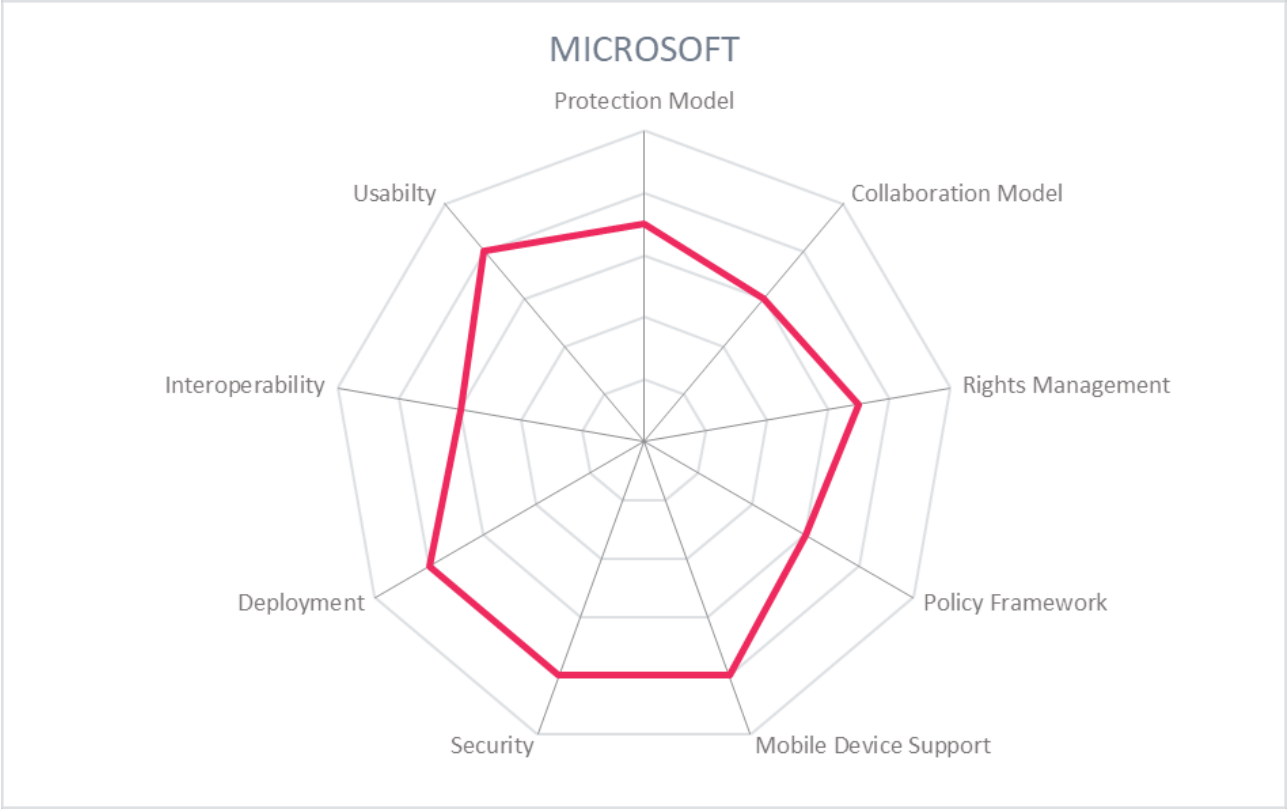 MICROSOFT
Protection Model
Usabilty
Collaboration Model
Interoperability
Rights Management
Deployment
Policy Framework
Security
Mobile Device Support